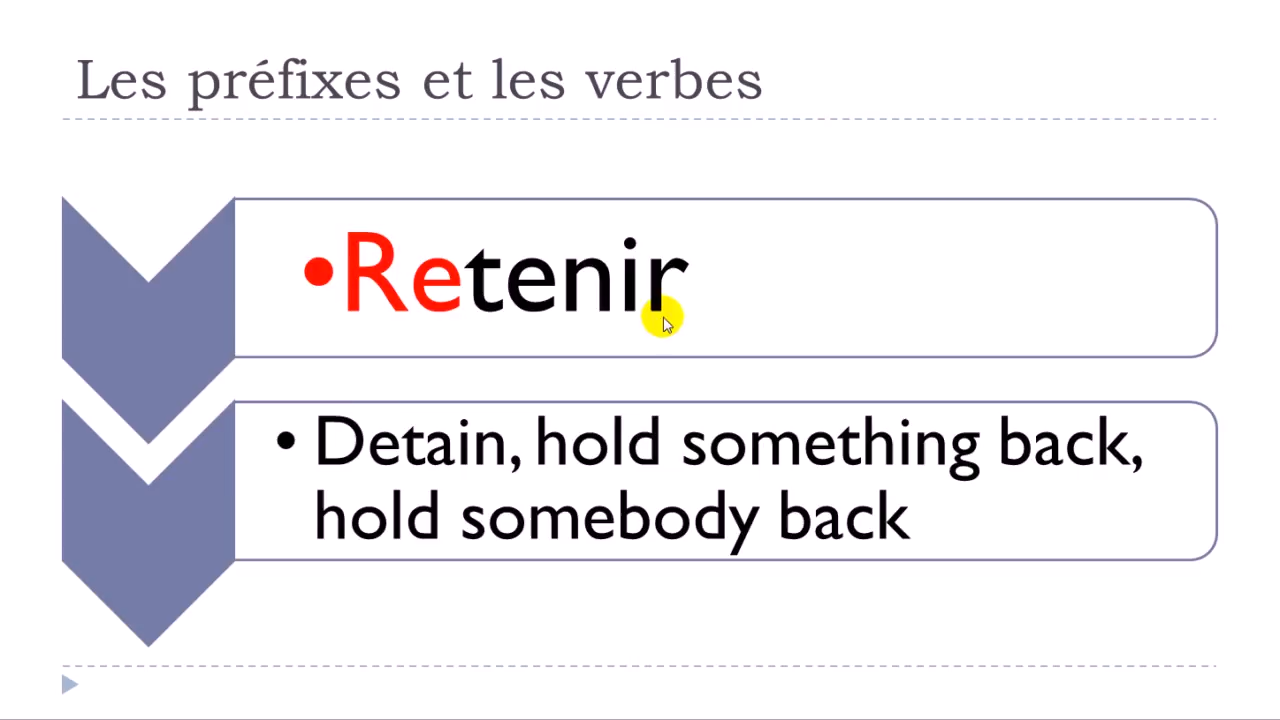 Les préfixes et les verbes
•Retenir
• Detain, hold something back,
hold somebody back